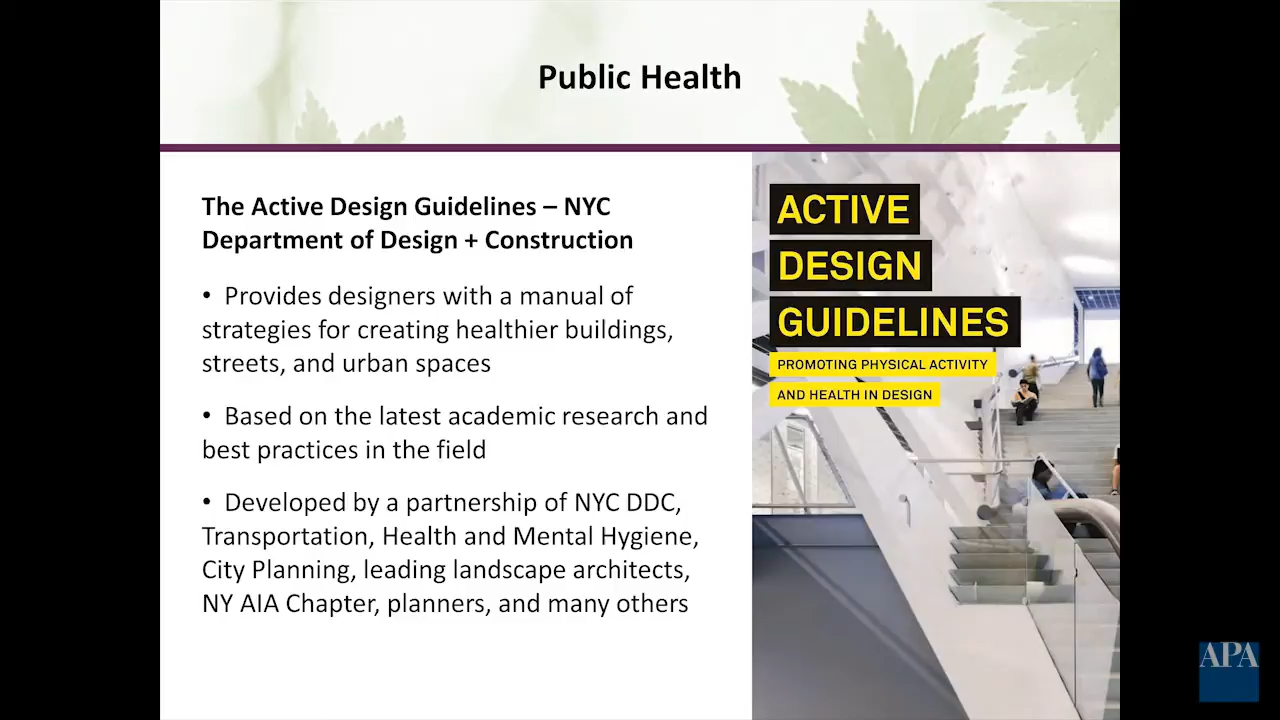 Public Health
The Active Design Guidelines – NYC
Department of Design + Construction
• Provides designers with a manual of
strategies for creating healthier buildings,
streets, and urban spaces
• Based on the latest academic research and
best practices in the field
• Developed by a partnership of NYC DDC,
Transportation, Health and Mental Hygiene,
City Planning, leading landscape architects,
NY AIA Chapter, planners, and many others
ACTIVE
DESIGN
GUIDELINES
PROMOTING PHYSICAL ACTIVITY
AND HEALTH IN DESIGN
APA